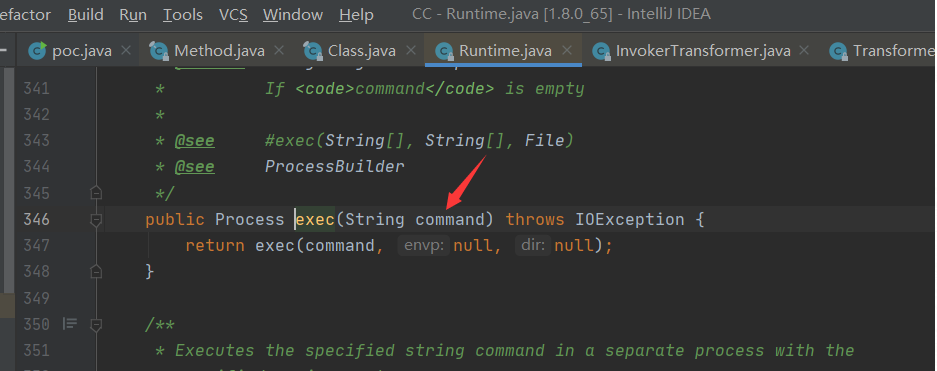 efactor Build Run Tools VCS Window Help CC - Runtime.java [1.8.0_65] - IntelliJ IDEA
poc.java Method.java Class.java Runtime.java InvokerTransformer.java Transforme
341 * If <code>command</code> is empty
342 *
343 * @see #exec(String[], String[], File)
344 * @see ProcessBuilder
345 */
346 public Process exec(String command) throws IOException {
347 return exec(command, envp: null, dir: null);
348 }
349
350 /**
351 * Executes the specified string command in a separate process with the